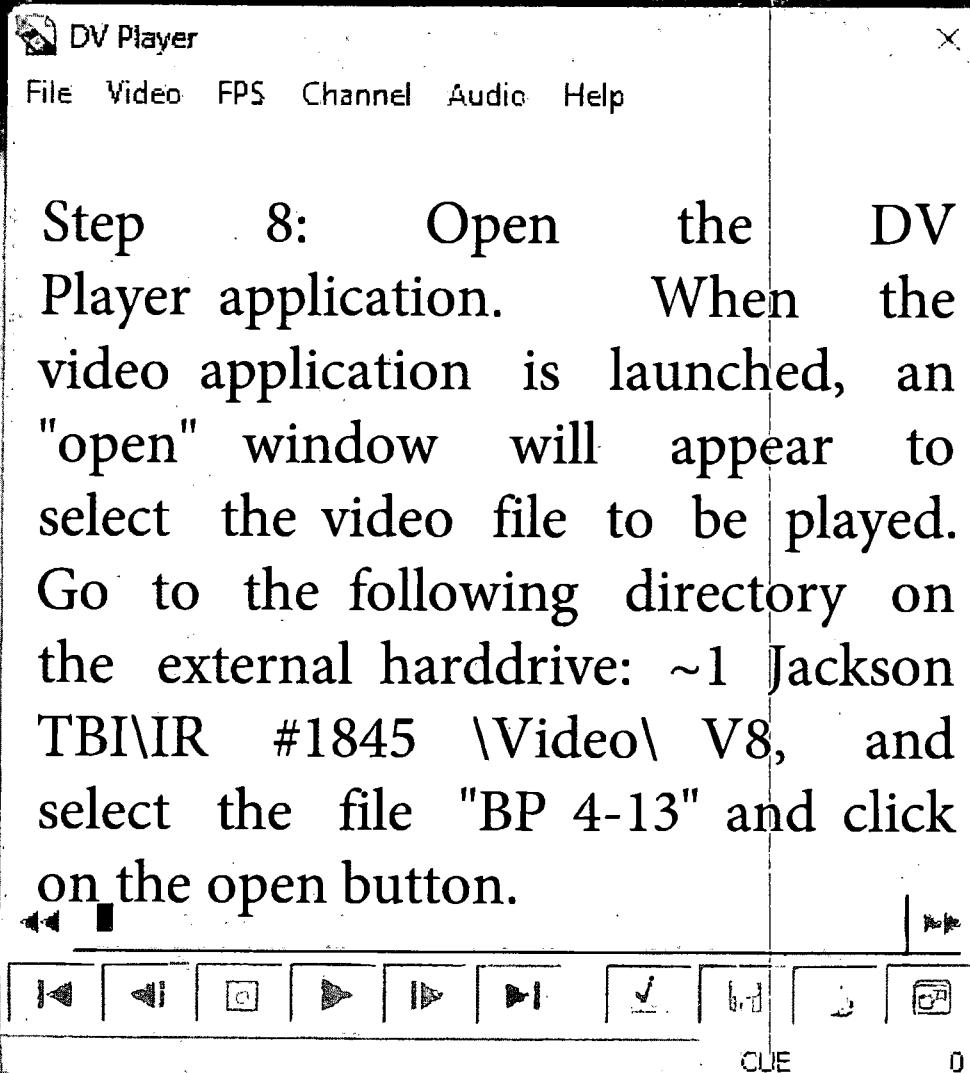 DV Player
File Video FPS Channel Audio Help
Step 8: Open the DV
Player application. When the
video application is launched, an
"open" window will appear to
select the video file to be played.
Go to the following directory on
the external harddrive: ~1 Jackson
TBI\IR #1845 \Video\ V8, and
select the file "BP 4-13" and click
on the open button.
CUE 0